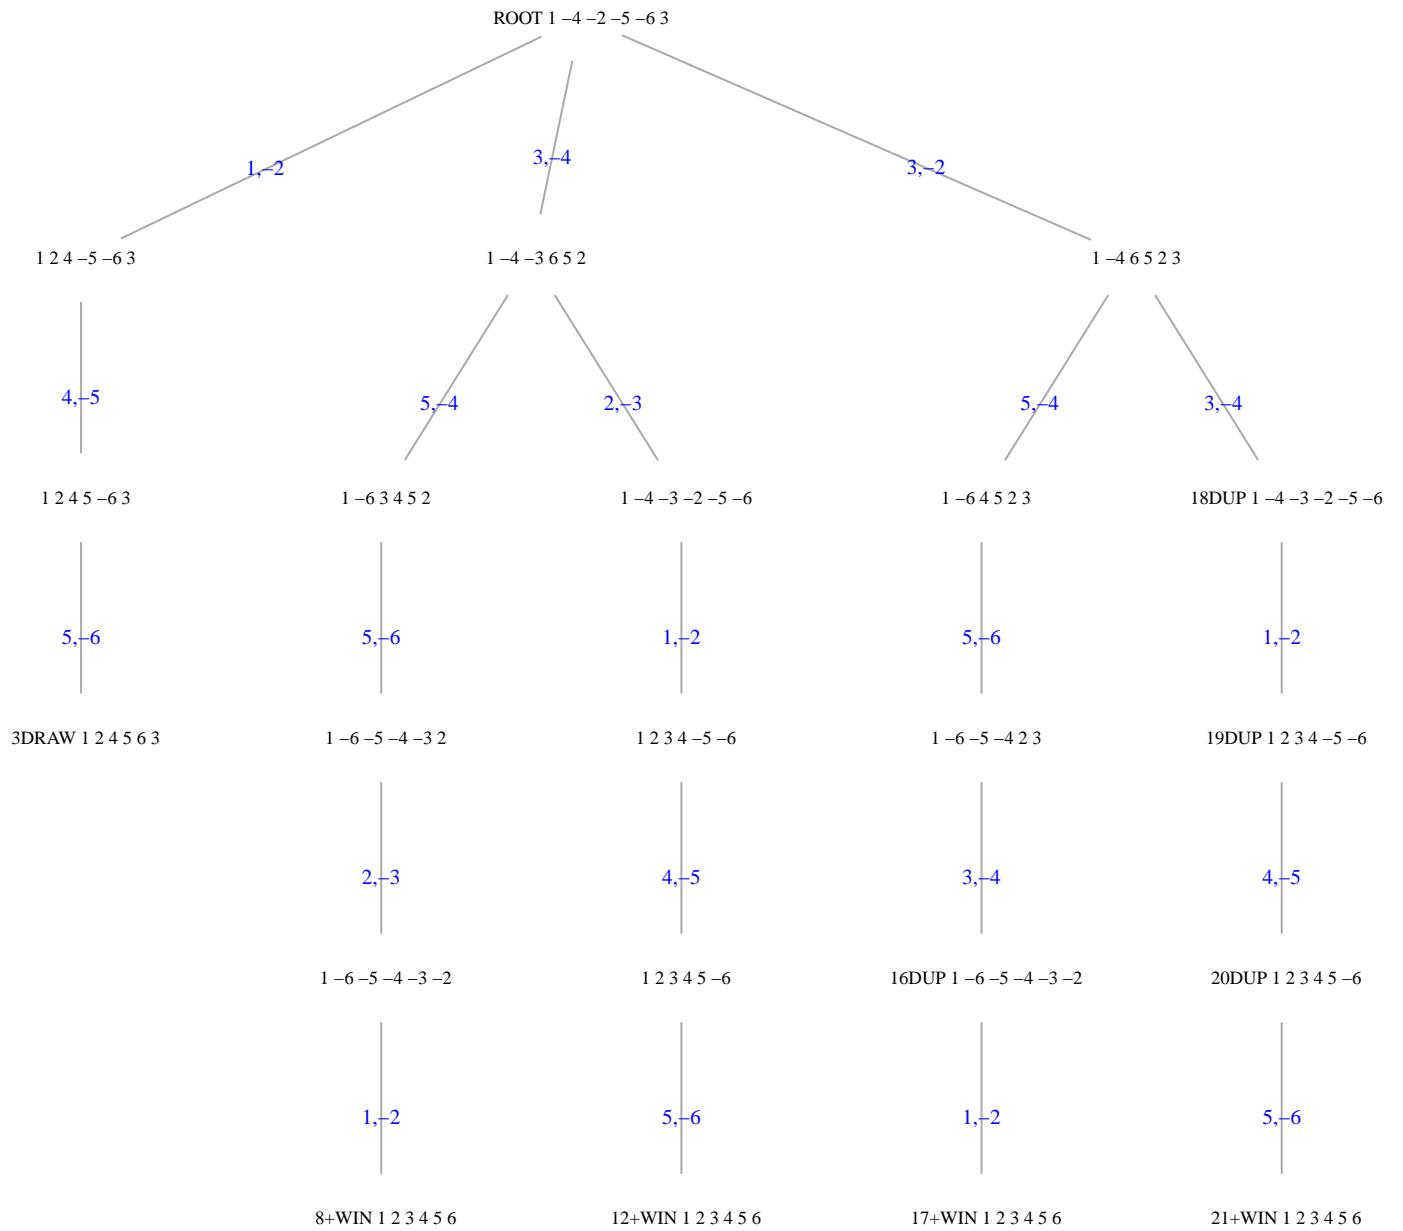 ROOT 1 –4 –2 –5 –6 3
1,–2
3,–4
3,–2
1 2 4 –5 –6 3
1 –4 –3 6 5 2
1 –4 6 5 2 3
4,–5
5,–4
2,–3
5,–4
3,–4
1 2 4 5 –6 3
1 –6 3 4 5 2
1 –4 –3 –2 –5 –6
1 –6 4 5 2 3
18DUP 1 –4 –3 –2 –5 –6
5,–6
5,–6
1,–2
5,–6
1,–2
3DRAW 1 2 4 5 6 3
1 –6 –5 –4 –3 2
1 2 3 4 –5 –6
1 –6 –5 –4 2 3
19DUP 1 2 3 4 –5 –6
2,–3
4,–5
3,–4
4,–5
1 –6 –5 –4 –3 –2
1 2 3 4 5 –6
16DUP 1 –6 –5 –4 –3 –2
20DUP 1 2 3 4 5 –6
1,–2
5,–6
1,–2
5,–6
8+WIN 1 2 3 4 5 6
12+WIN 1 2 3 4 5 6
17+WIN 1 2 3 4 5 6
21+WIN 1 2 3 4 5 6